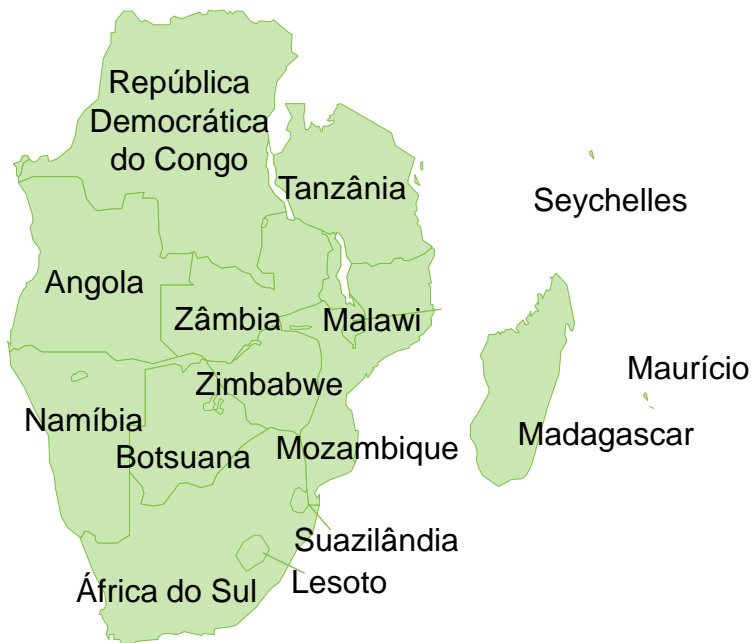 República
Democrática
do Congo
Tanzânia
Seychelles
Angola
Zâmbia
Malawi
Maurício
Zimbabwe
Namíbia
Madagascar
Botsuana
Mozambique
Suazilândia
Lesoto
África do Sul